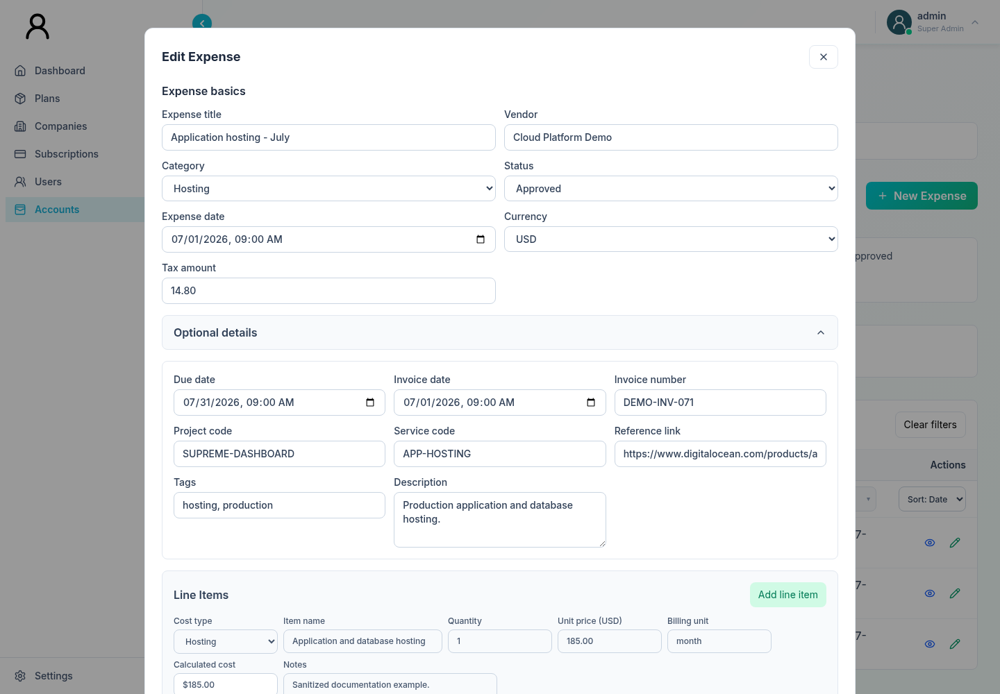 admin
Super Admin
Dashboard
Plans
Companies
Subscriptions
Users
Accounts
Settings
Edit Expense
Expense basics
Expense title
Vendor
Application hosting - July
Cloud Platform Demo
Category
Status
Hosting
Approved
Expense date
Currency
07/01/2026, 09:00 AM
USD
Tax amount
14.80
Optional details
Due date
Invoice date
Invoice number
07/31/2026, 09:00 AM
07/01/2026, 09:00 AM
DEMO-INV-071
Project code
Service code
Reference link
SUPREME-DASHBOARD
APP-HOSTING
https://www.digitalocean.com/products/a
Tags
Description
hosting, production
Production application and database
hosting.
Line Items
Add line item
Cost type
Item name
Quantity
Unit price (USD)
Billing unit
Hosting
Application and database hosting
1
185.00
month
Calculated cost
Notes
$185.00
Sanitized documentation example.
New Expense
pproved
Clear filters
Actions
Sort: Date
7-
7-
7-